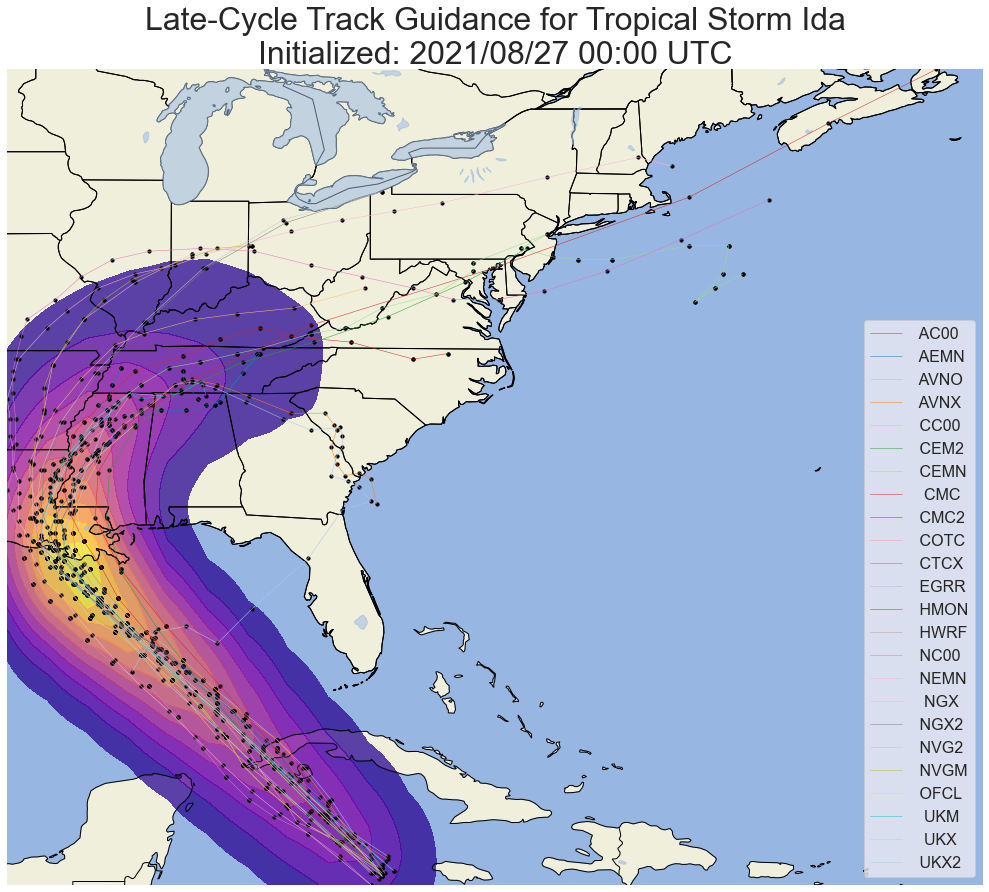 Late-Cycle Track Guidance for Tropical Storm Ida
Initialized: 2021/08/27 00:00 UTC
AC00
AEMN
AVNO
AVNX
CC00
CEM2
CEMN
CMC
CMC2
COTC
CTCX
EGRR
HMON
HWRF
NC00
NEMN
NGX
NGX2
NVG2
NVGM
OFCL
UKM
UKX
UKX2